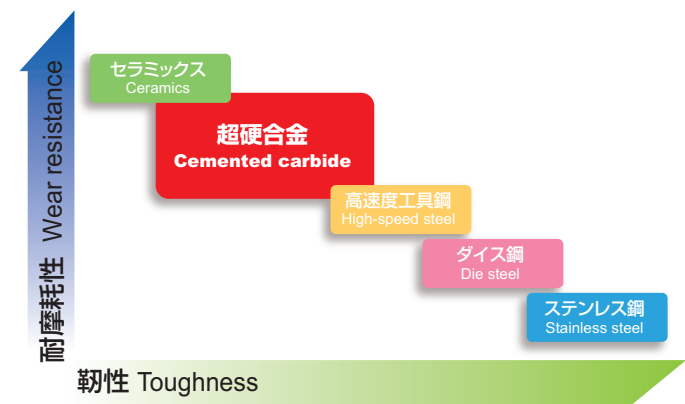 耐摩耗性 Wear resistance
セラミックス
Ceramics
超硬合金
Cemented carbide
高速度工具鋼
High-speed steel
ダイス鋼
Die steel
ステンレス鋼
Stainless steel
靭性 Toughness